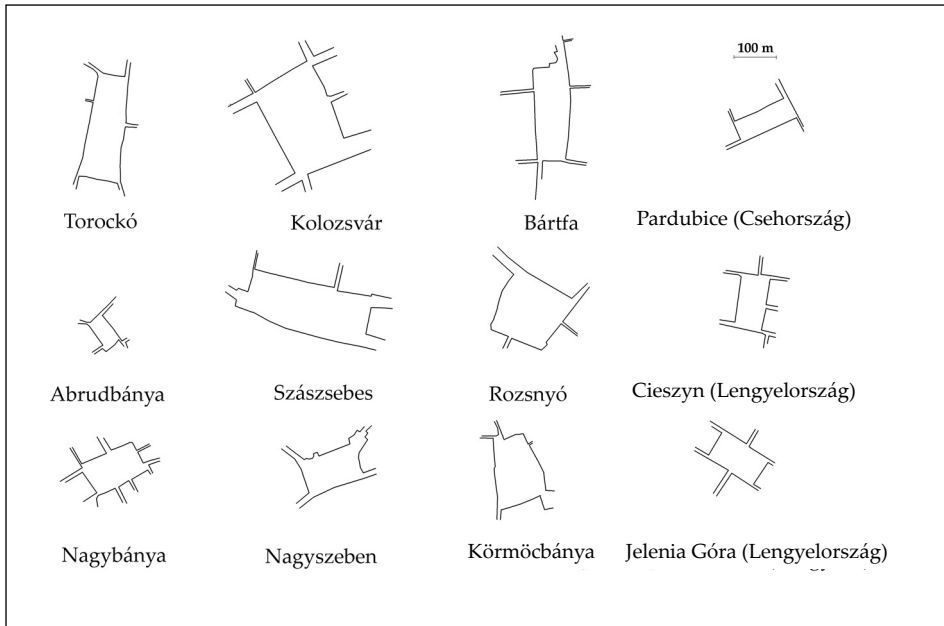 100 m
Torockó
Kolozsvár
Bártfa
Pardubice (Csehország)
Abrudbánya
Szászsebes
Rozsnyó
Cieszyn (Lengyelország)
Nagybánya
Nagyszeben
Körmöcbánya
Jelenia Góra (Lengyelország)